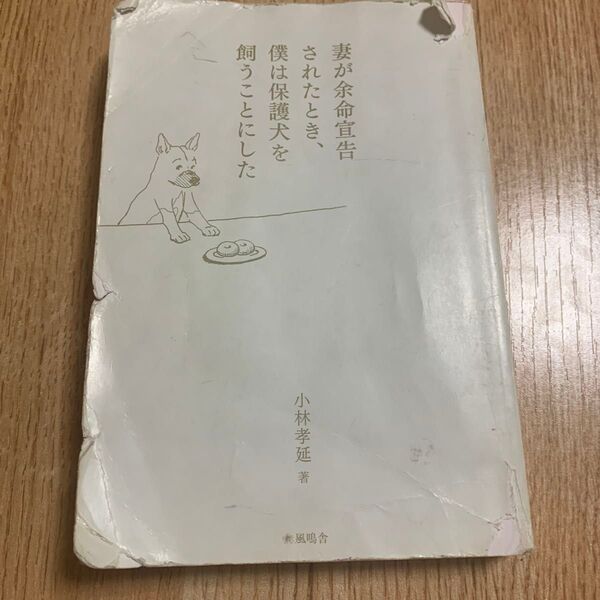 妻が余命宣告
されたとき、
僕は保護犬を
飼うことにした
小林孝延 著
風鳴舎